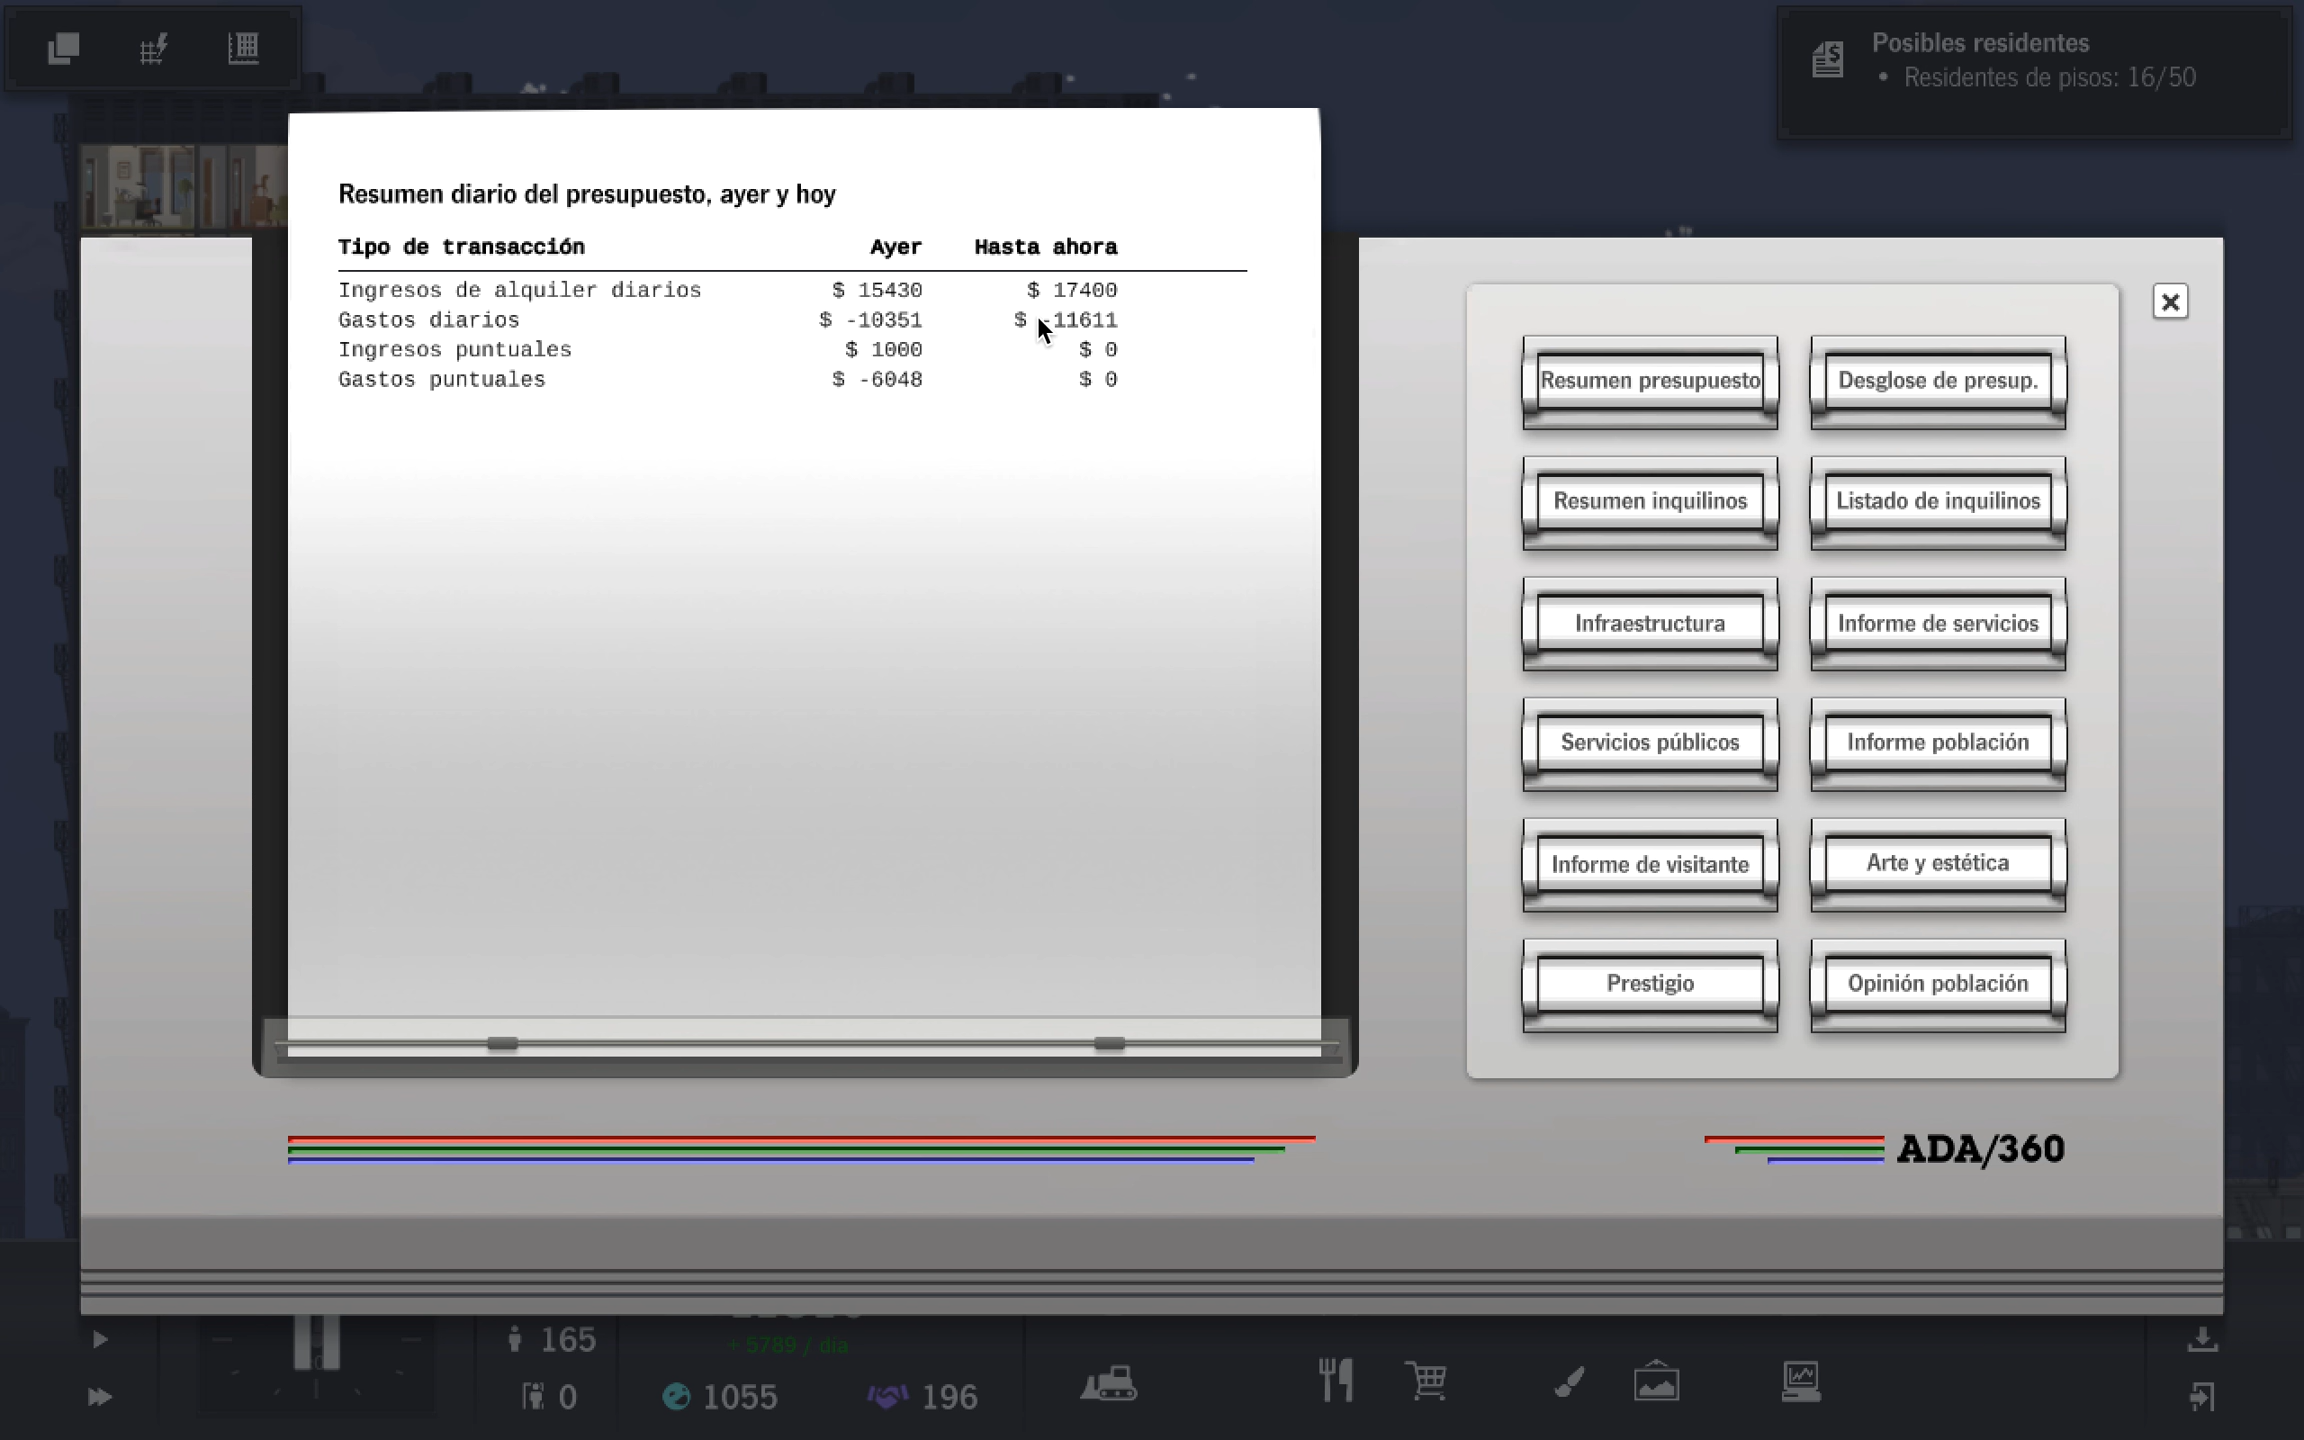 Posibles residentes
• Residentes de pisos: 16/50
Resumen diario del presupuesto, ayer y hoy
Tipo de transacción Ayer Hasta ahora
Ingresos de alquiler diarios $ 15430 $ 17400
Gastos diarios $ -10351 $ -11611
Ingresos puntuales $ 1000 $ 0
Gastos puntuales $ -6048 $ 0
Resumen presupuesto Desglose de presup.
Resumen inquilinos Listado de inquilinos
Infraestructura Informe de servicios
Servicios públicos Informe población
Informe de visitante Arte y estética
Prestigio Opinión población
ADA/360
165
+ 5789 / día
0 1055 196